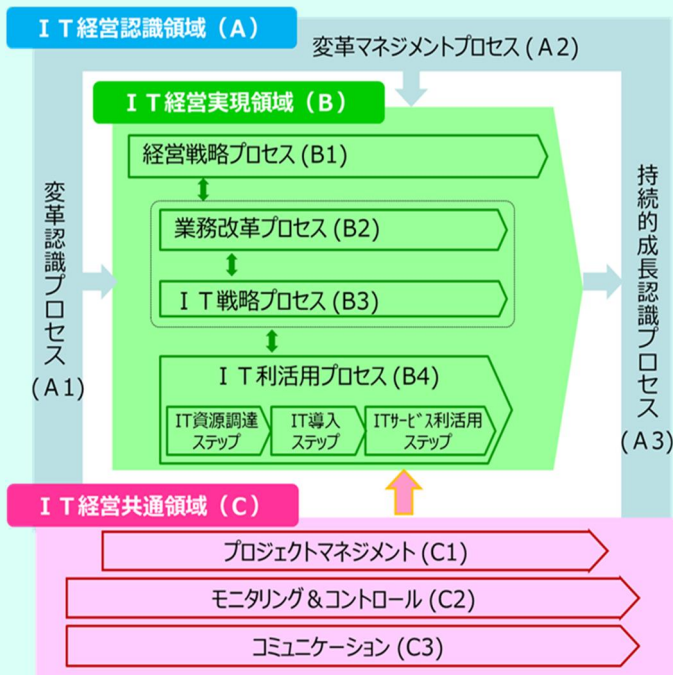 ＩＴ経営認識領域（A）
変革マネジメントプロセス(A2)
ＩＴ経営実現領域（B）
経営戦略プロセス(B1)
業務改革プロセス(B2)
ＩＴ戦略プロセス(B3)
ＩＴ利活用プロセス(B4)
IT資源調達
ステップ
IT導入
ステップ
ITサービス利活用
ステップ
変革認識プロセス
(A1)
持続的成長認識プロセス
(A3)
ＩＴ経営共通領域（C）
プロジェクトマネジメント(C1)
モニタリング＆コントロール(C2)
コミュニケーション(C3)